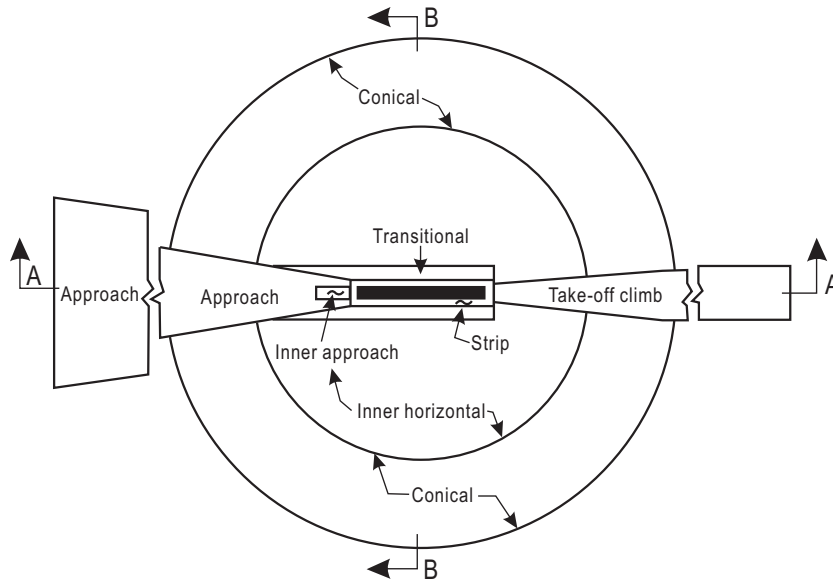 B
Conical
Transitional
A
Approach
Approach
Take-off climb
A
Inner approach
Strip
Inner horizontal
Conical
B